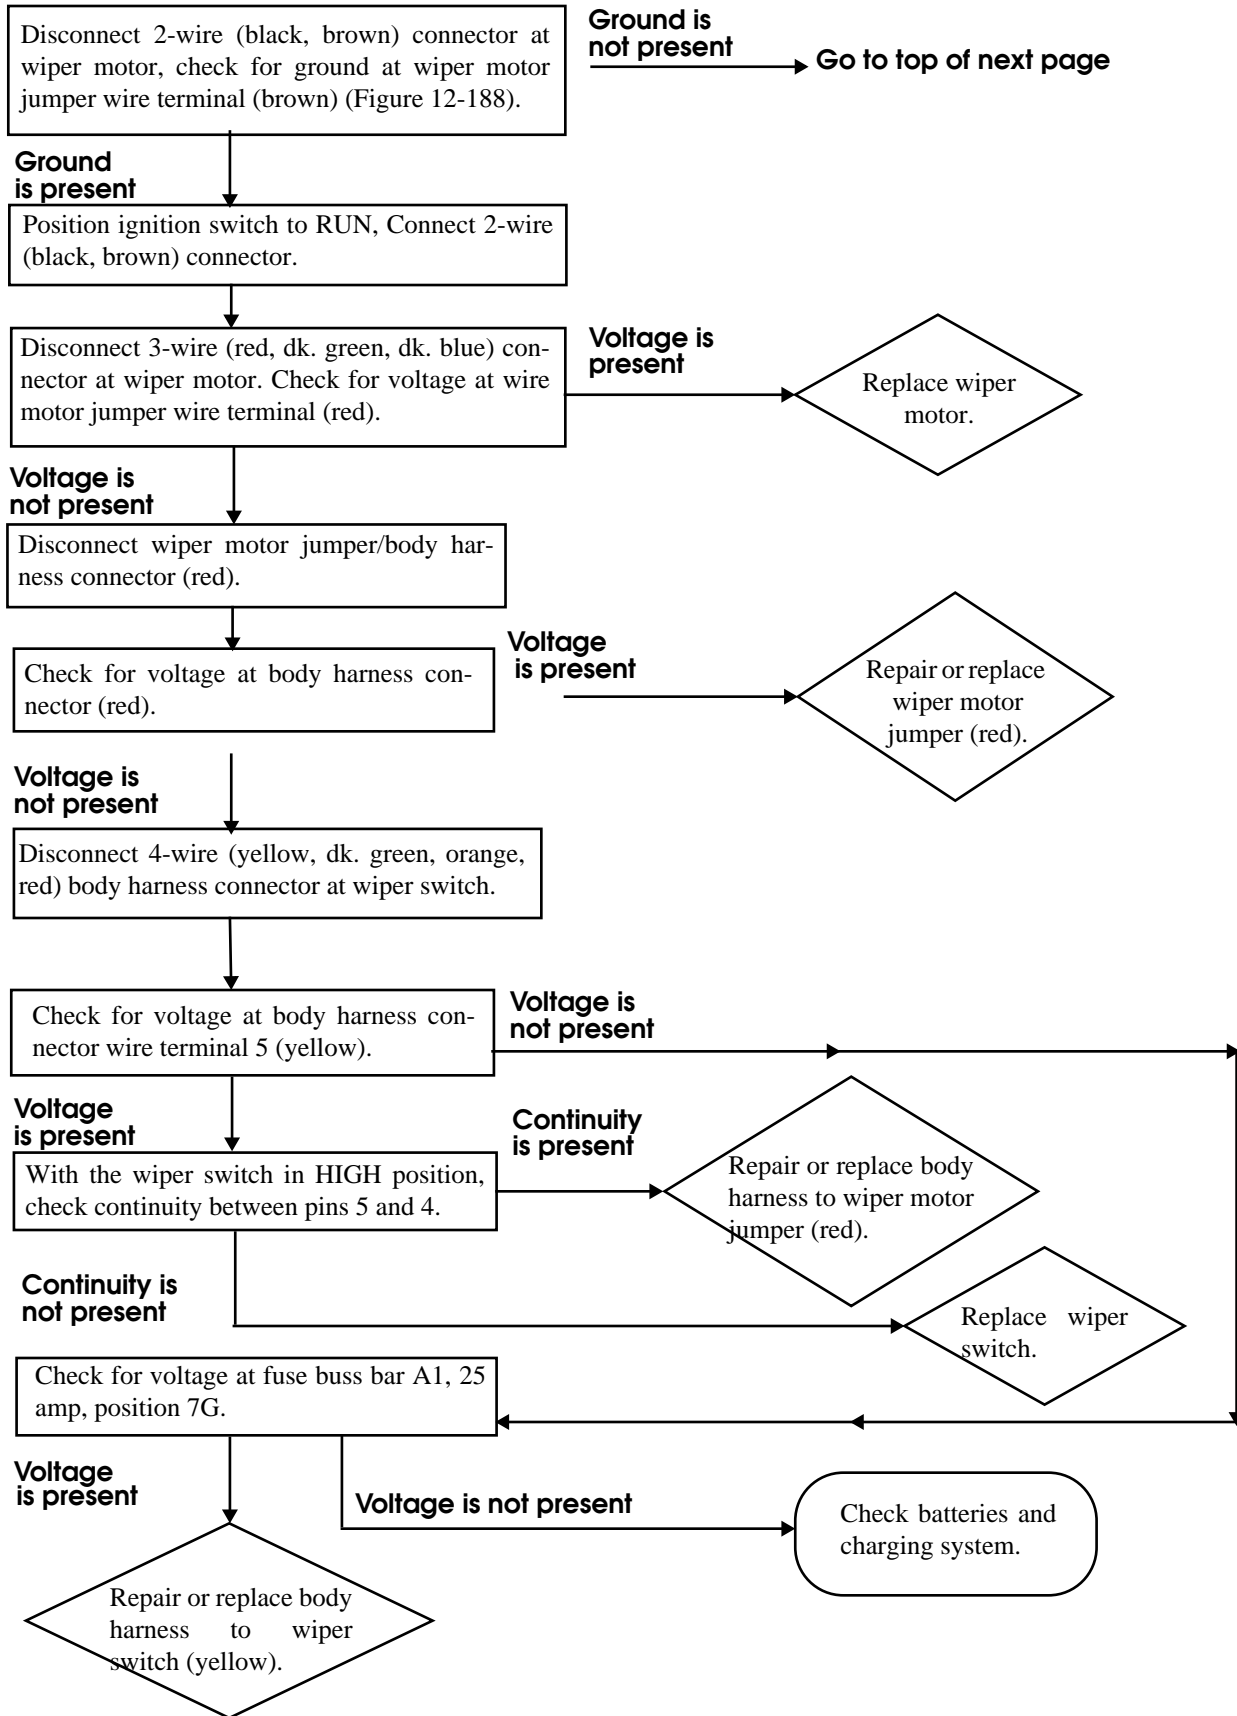 Disconnect 2-wire (black, brown) connector at
wiper motor, check for ground at wiper motor
jumper wire terminal (brown) (Figure 12-188).
Ground is
not present
Go to top of next page
Ground
is present
Position ignition switch to RUN, Connect 2-wire
(black, brown) connector.
Disconnect 3-wire (red, dk. green, dk. blue) con-
nector at wiper motor. Check for voltage at wire
motor jumper wire terminal (red).
Voltage is
present
Replace wiper
motor.
Voltage is
not present
Disconnect wiper motor jumper/body har-
ness connector (red).
Check for voltage at body harness con-
nector (red).
Voltage
is present
Repair or replace
wiper motor
jumper (red).
Voltage is
not present
Disconnect 4-wire (yellow, dk. green, orange,
red) body harness connector at wiper switch.
Check for voltage at body harness con-
nector wire terminal 5 (yellow).
Voltage is
not present
Voltage
is present
With the wiper switch in HIGH position,
check continuity between pins 5 and 4.
Continuity
is present
Repair or replace body
harness to wiper motor
jumper (red).
Continuity is
not present
Replace wiper
switch.
Check for voltage at fuse buss bar A1, 25
amp, position 7G.
Voltage
is present
Voltage is not present
Check batteries and
charging system.
Repair or replace body
harness to wiper
switch (yellow).